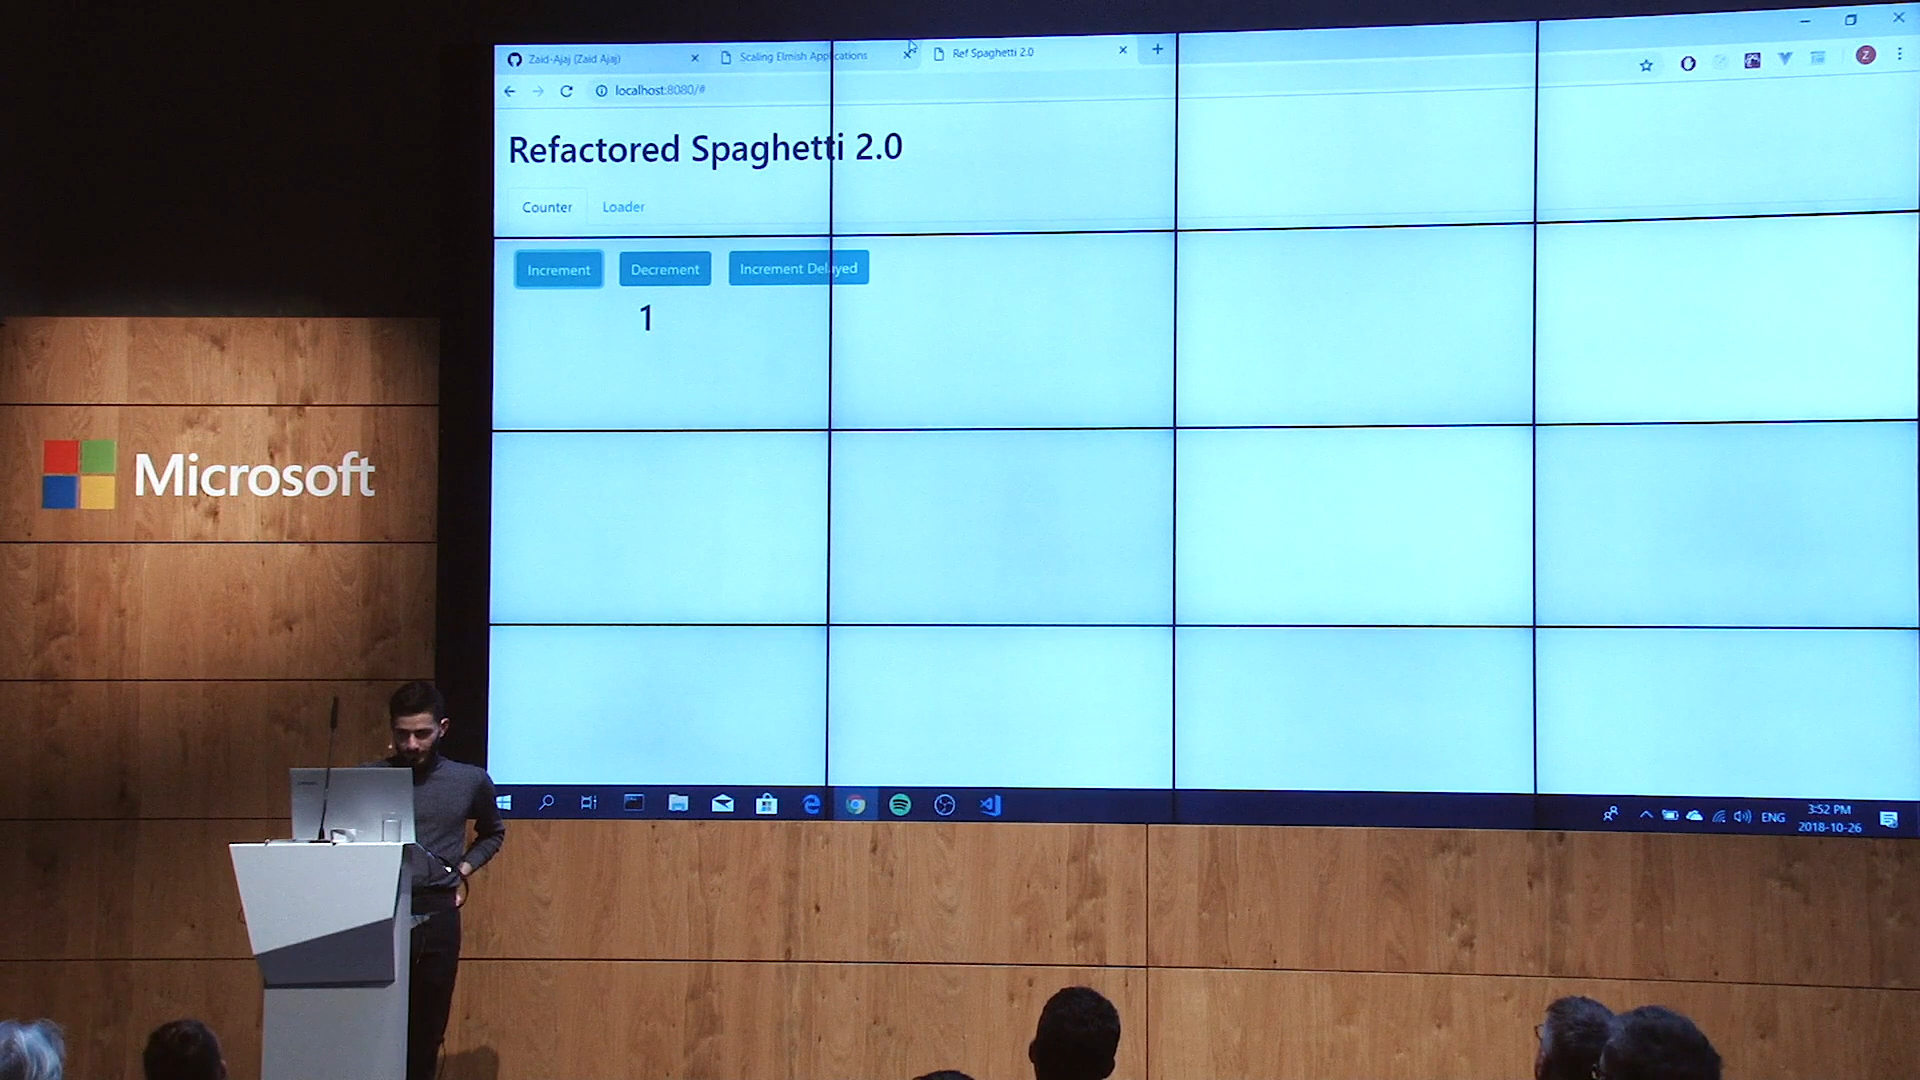 Zaid-Ajaj (Zaid Ajaj)
Scaling Elmish Applications
Ref Spaghetti 2.0
localhost:8080/#
Z
Refactored Spaghetti 2.0
Counter
Loader
Increment
Decrement
Increment Delayed
1
Microsoft
ENG
3:52 PM
2018-10-26